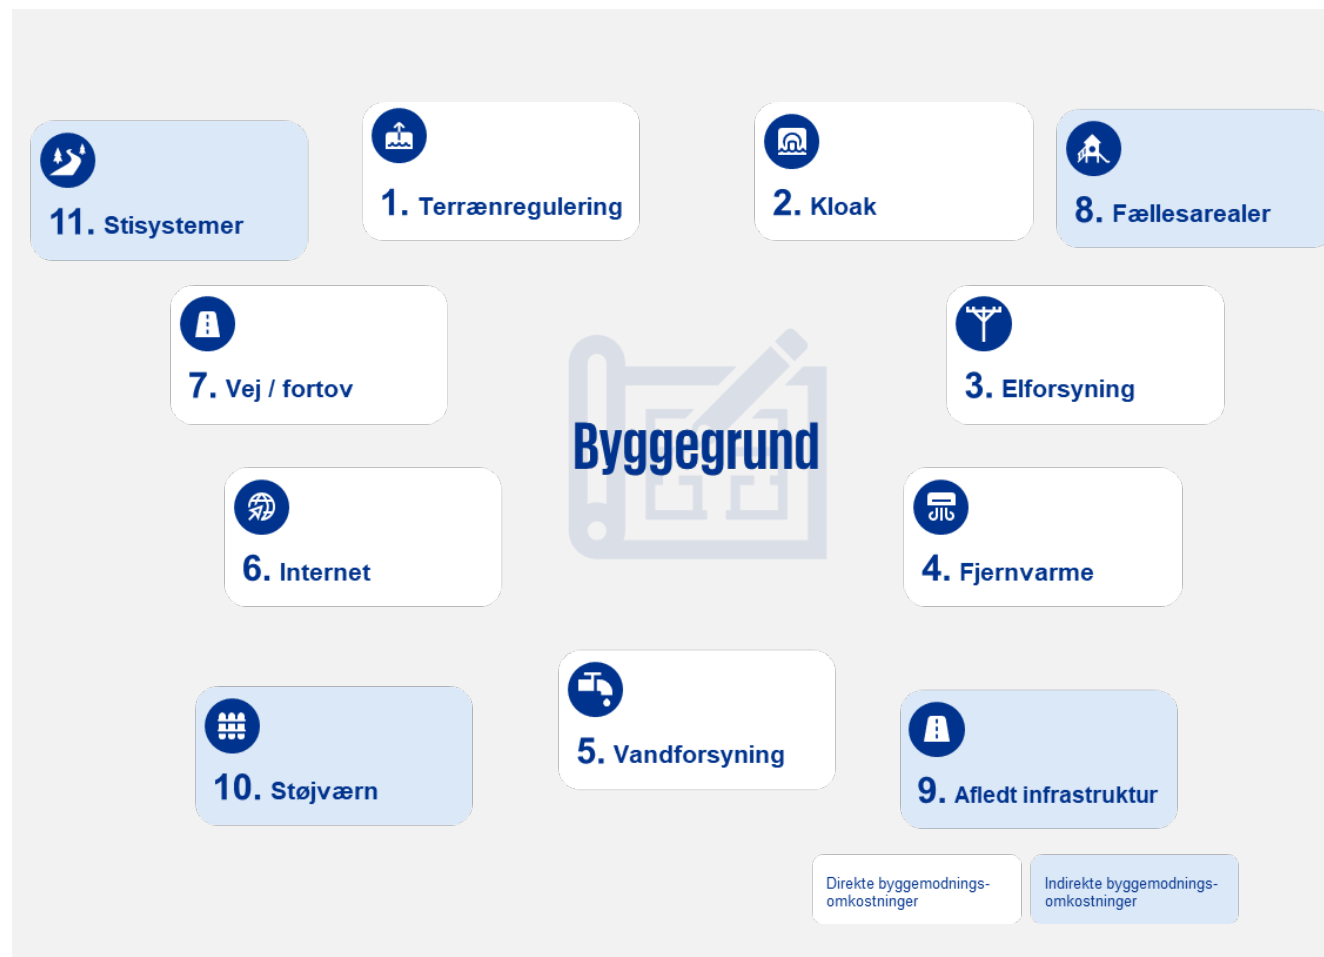 11. Stisystemer
1. Terrænregulering
2. Kloak
8. Fællesarealer
7. Vej / fortov
3. Elforsyning
Byggegrund
6. Internet
4. Fjernvarme
10. Støjværn
5. Vandforsyning
9. Afledt infrastruktur
Direkte byggemodnings-
omkostninger
Indirekte byggemodnings-
omkostninger